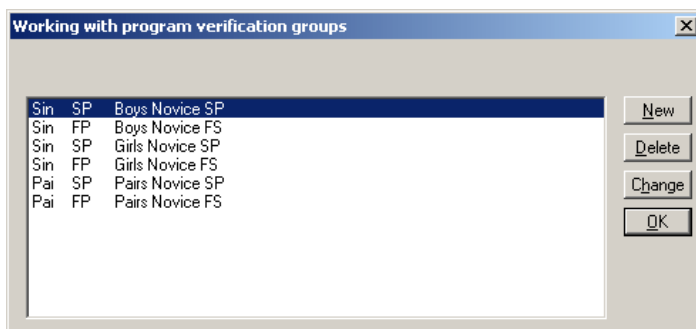 Working with program verification groups
Sin SP Boys Novice SP
Sin FP Boys Novice FS
Sin SP Girls Novice SP
Sin FP Girls Novice FS
Pai SP Pairs Novice SP
Pai FP Pairs Novice FS
New
Delete
Change
OK